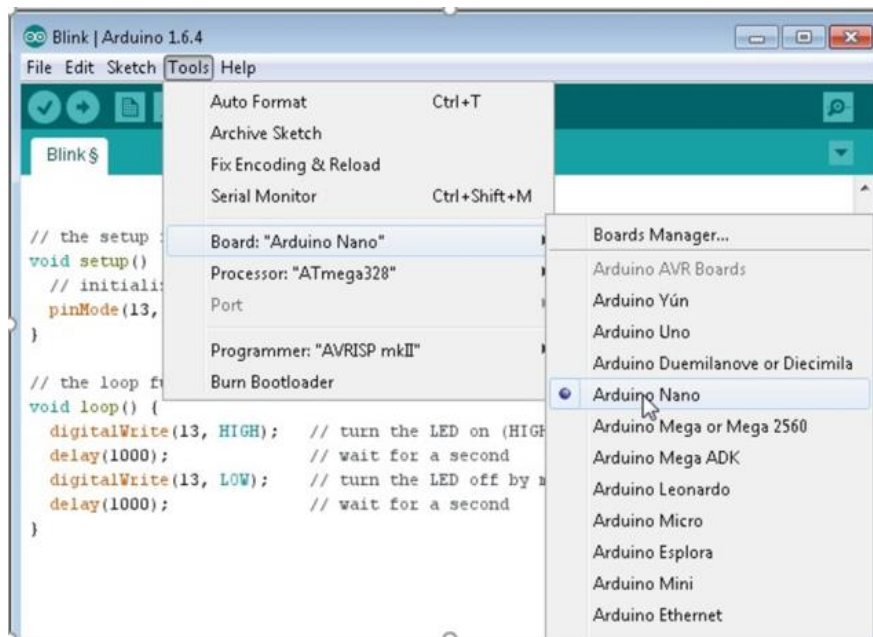 Blink | Arduino 1.6.4
File Edit Sketch Tools Help
Blink §
Auto Format Ctrl+T
Archive Sketch
Fix Encoding & Reload
Serial Monitor Ctrl+Shift+M
Board: "Arduino Nano"
Processor: "ATmega328"
Port
Programmer: "AVRISP mkII"
Burn Bootloader
Boards Manager...
Arduino AVR Boards
Arduino Yún
Arduino Uno
Arduino Duemilanove or Diecimila
Arduino Nano
Arduino Mega or Mega 2560
Arduino Mega ADK
Arduino Leonardo
Arduino Micro
Arduino Esplora
Arduino Mini
Arduino Ethernet
// the setup
void setup()
//
pinMode(13,
}
// the loop
void loop() {
digitalWrite(13, HIGH); // turn the LED on (HIGH
delay(1000); // wait for a second
digitalWrite(13, LOW); // turn the LED off by
delay(1000); // wait for a second
}